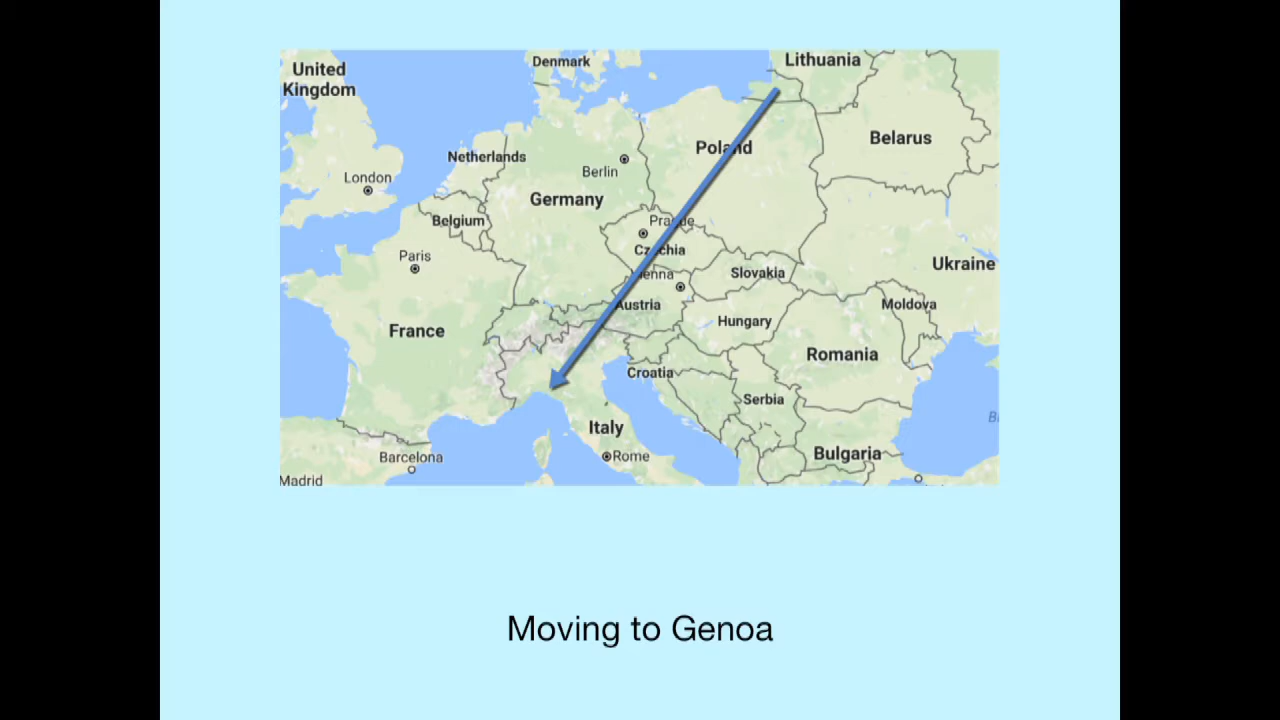 Denmark
Lithuania
United
Kingdom
Belarus
Poland
Netherlands
Berlin
London
Germany
Belgium
Prague
Czechia
Paris
Ukraine
Slovakia
Vienna
Austria
Moldova
Hungary
France
Romania
Croatia
Serbia
Italy
Bulgaria
Barcelona
Rome
Madrid
Moving to Genoa